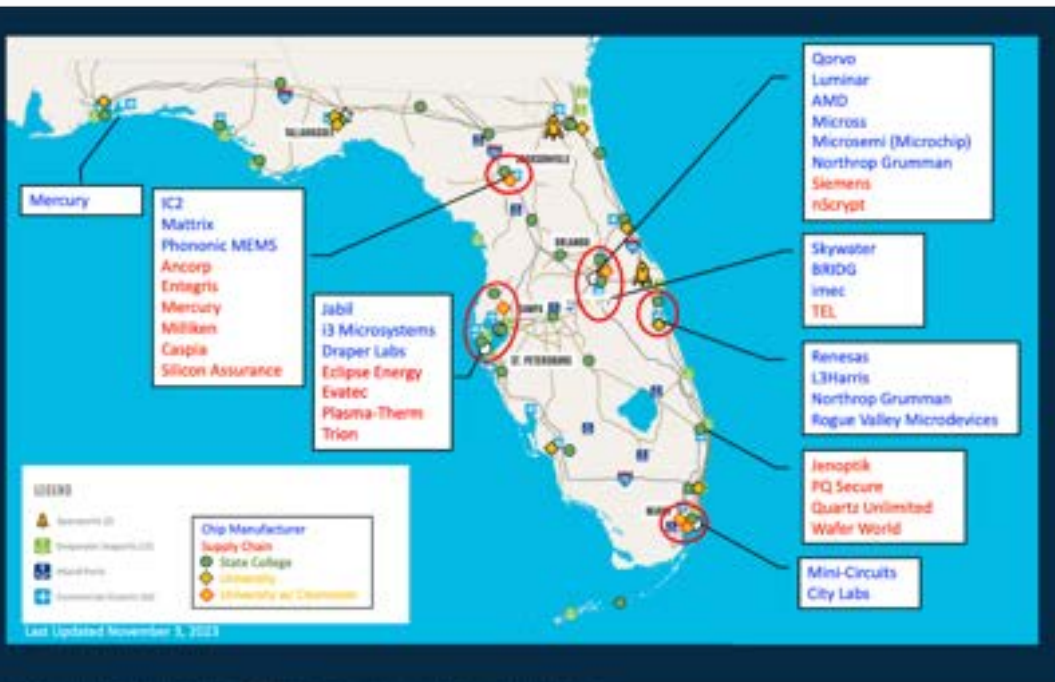 Qorvo
Luminar
AMD
Micross
Microsemi (Microchip)
Northrop Grumman
Siemens
nScrypt
TALLAHASSEE
JACKSONVILLE
Mercury
IC2
Mattrix
Phononic MEMS
Ancorp
Entegris
Mercury
Milliken
Caspia
Silicon Assurance
ORLANDO
Skywater
BRIDG
imec
TEL
Jabil
i3 Microsystems
Draper Labs
Eclipse Energy
Evatec
Plasma-Therm
Trion
TAMPA
ST. PETERSBURG
Renesas
L3Harris
Northrop Grumman
Rogue Valley Microdevices
Jenoptik
PQ Secure
Quartz Unlimited
Wafer World
MIAMI
Mini-Circuits
City Labs
LEGEND
Chip Manufacturer
Supply Chain
State College
University
University w/ Cleanroom
Last Updated November 3, 2023